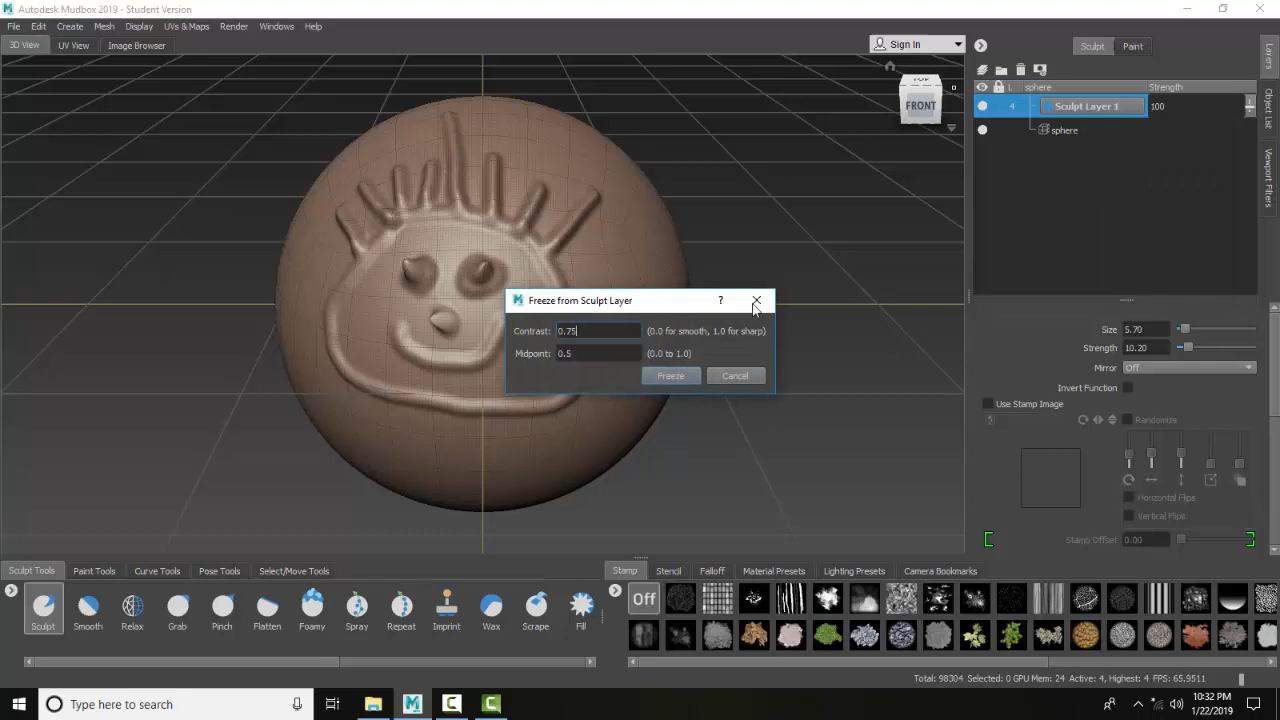 Autodesk Mudbox 2019 - Student Version
File Edit Create Mesh Display UVs & Maps Render Windows Help
3D View UV View Image Browser
Sign In
Sculpt Paint
Layers
Object List
Viewport Filters
L sphere Strength
4 Sculpt Layer 1 100
sphere
TOP
FRONT
Freeze from Sculpt Layer ?
Contrast: 0.75 (0.0 for smooth, 1.0 for sharp)
Midpoint: 0.5 (0.0 to 1.0)
Freeze Cancel
Size 5.70
Strength 10.20
Mirror Off
Invert Function
Use Stamp Image
Randomize
Horizontal Flips
Vertical Flips
Stamp Offset 0.00
Sculpt Tools Paint Tools Curve Tools Pose Tools Select/Move Tools
Stamp Stencil Falloff Material Presets Lighting Presets Camera Bookmarks
Sculpt Smooth Relax Grab Pinch Flatten Foamy Spray Repeat Imprint Wax Scrape Fill
Off
Total: 98304 Selected: 0 GPU Mem: 24 Active: 4, Highest: 4 FPS: 65.9511
Type here to search
10:32 PM
1/22/2019